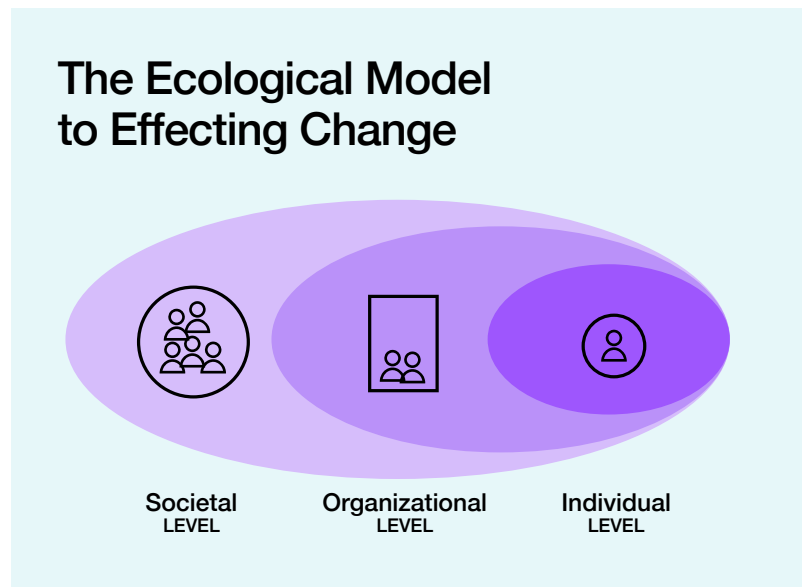 The Ecological Model
to Effecting Change
Societal
LEVEL
Organizational
LEVEL
Individual
LEVEL